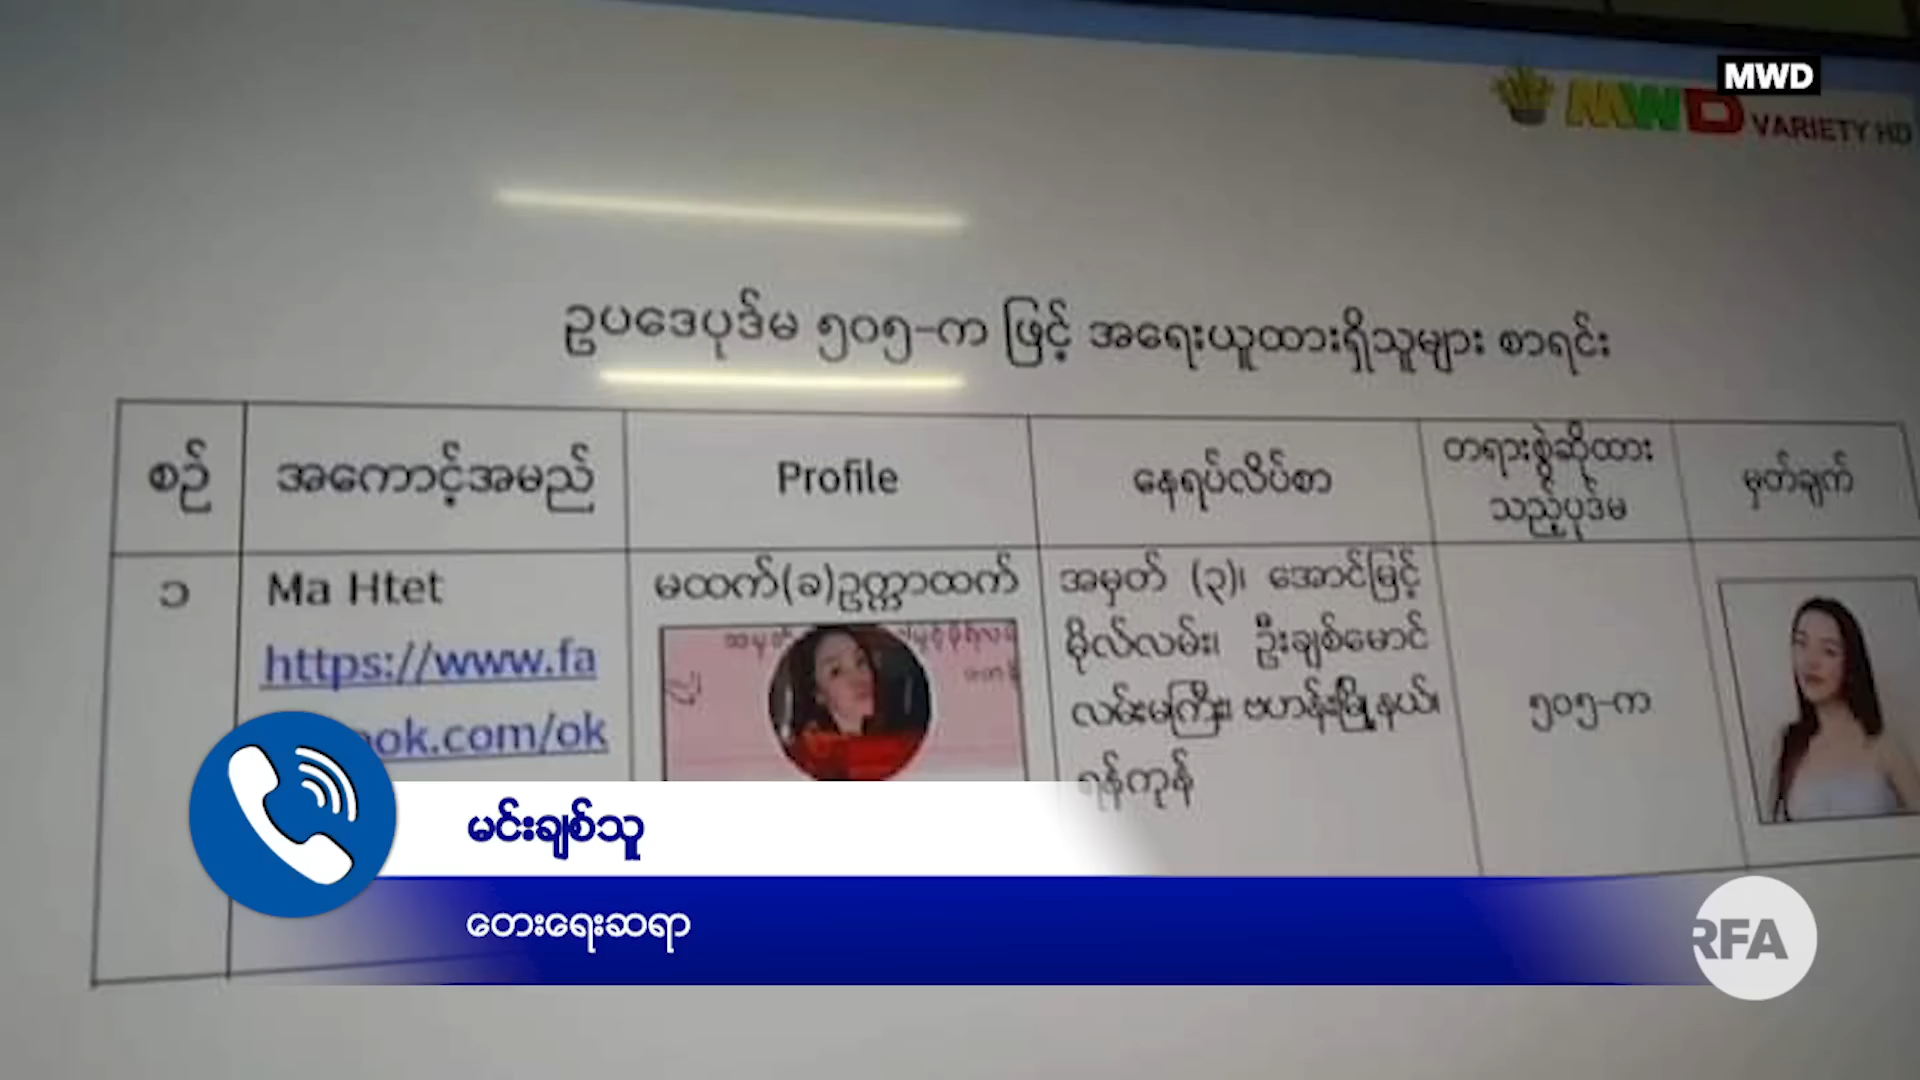 MWD
MWD VARIETY HD
ဥပဒေပုဒ်မ ၅၀၅-က ဖြင့် အရေးယူထားရှိသူများ စာရင်း
စဉ်
အကောင့်အမည်
Profile
နေရပ်လိပ်စာ
တရားစွဲဆိုထား
သည့်ပုဒ်မ
မှတ်ချက်
၁
Ma Htet
https://www.fa
ook.com/ok
မထက်(ခ)ဥက္ကာထက်
အမှတ်
အမှတ် (၃)၊ အောင်မြင့်
မိုလ်လမ်း၊ ဦးချစ်မောင်
လမ်းမကြီး၊ ဗဟန်းမြို့နယ်၊
ရန်ကုန်
၅၀၅-က
မင်းချစ်သူ
တေးရေးဆရာ
RFA